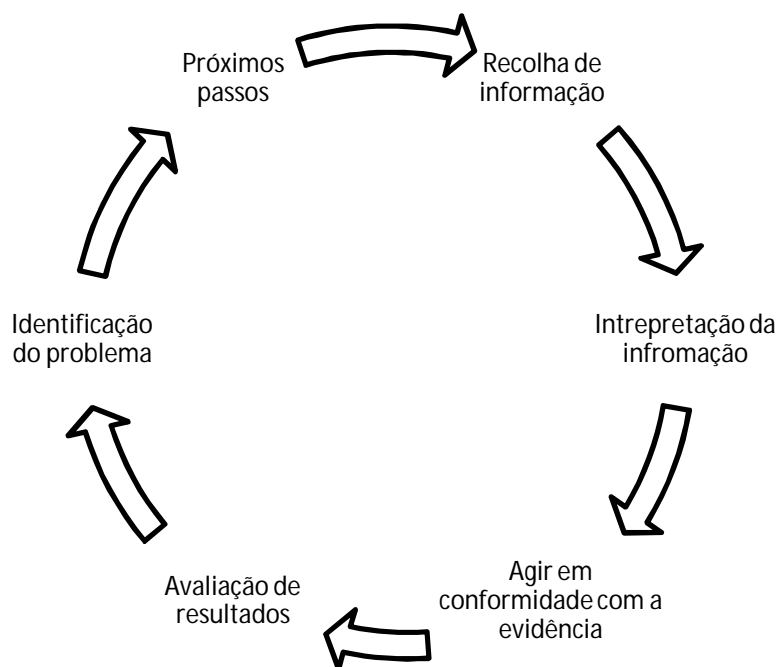 Próximos
passos
Recolha de
informação
Intrepretação da
infromação
Agir em
conformidade com a
evidência
Avaliação de
resultados
Identificação
do problema